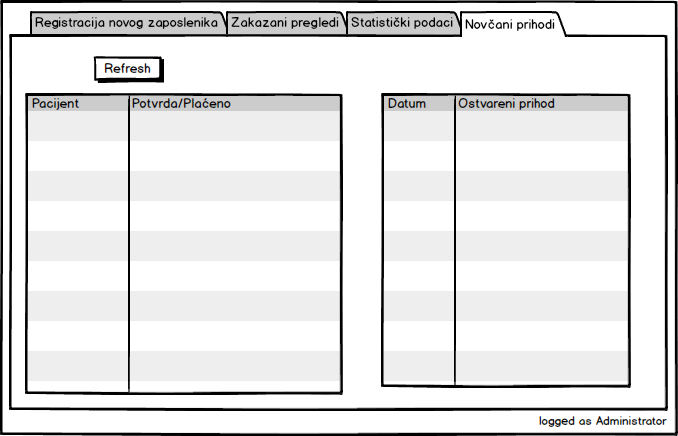 Registracija novog zaposlenika Zakazani pregledi Statistički podaci Novčani prihodi
Refresh
Pacijent Potvrda/Plaćeno Datum Ostvareni prihod
logged as Administrator